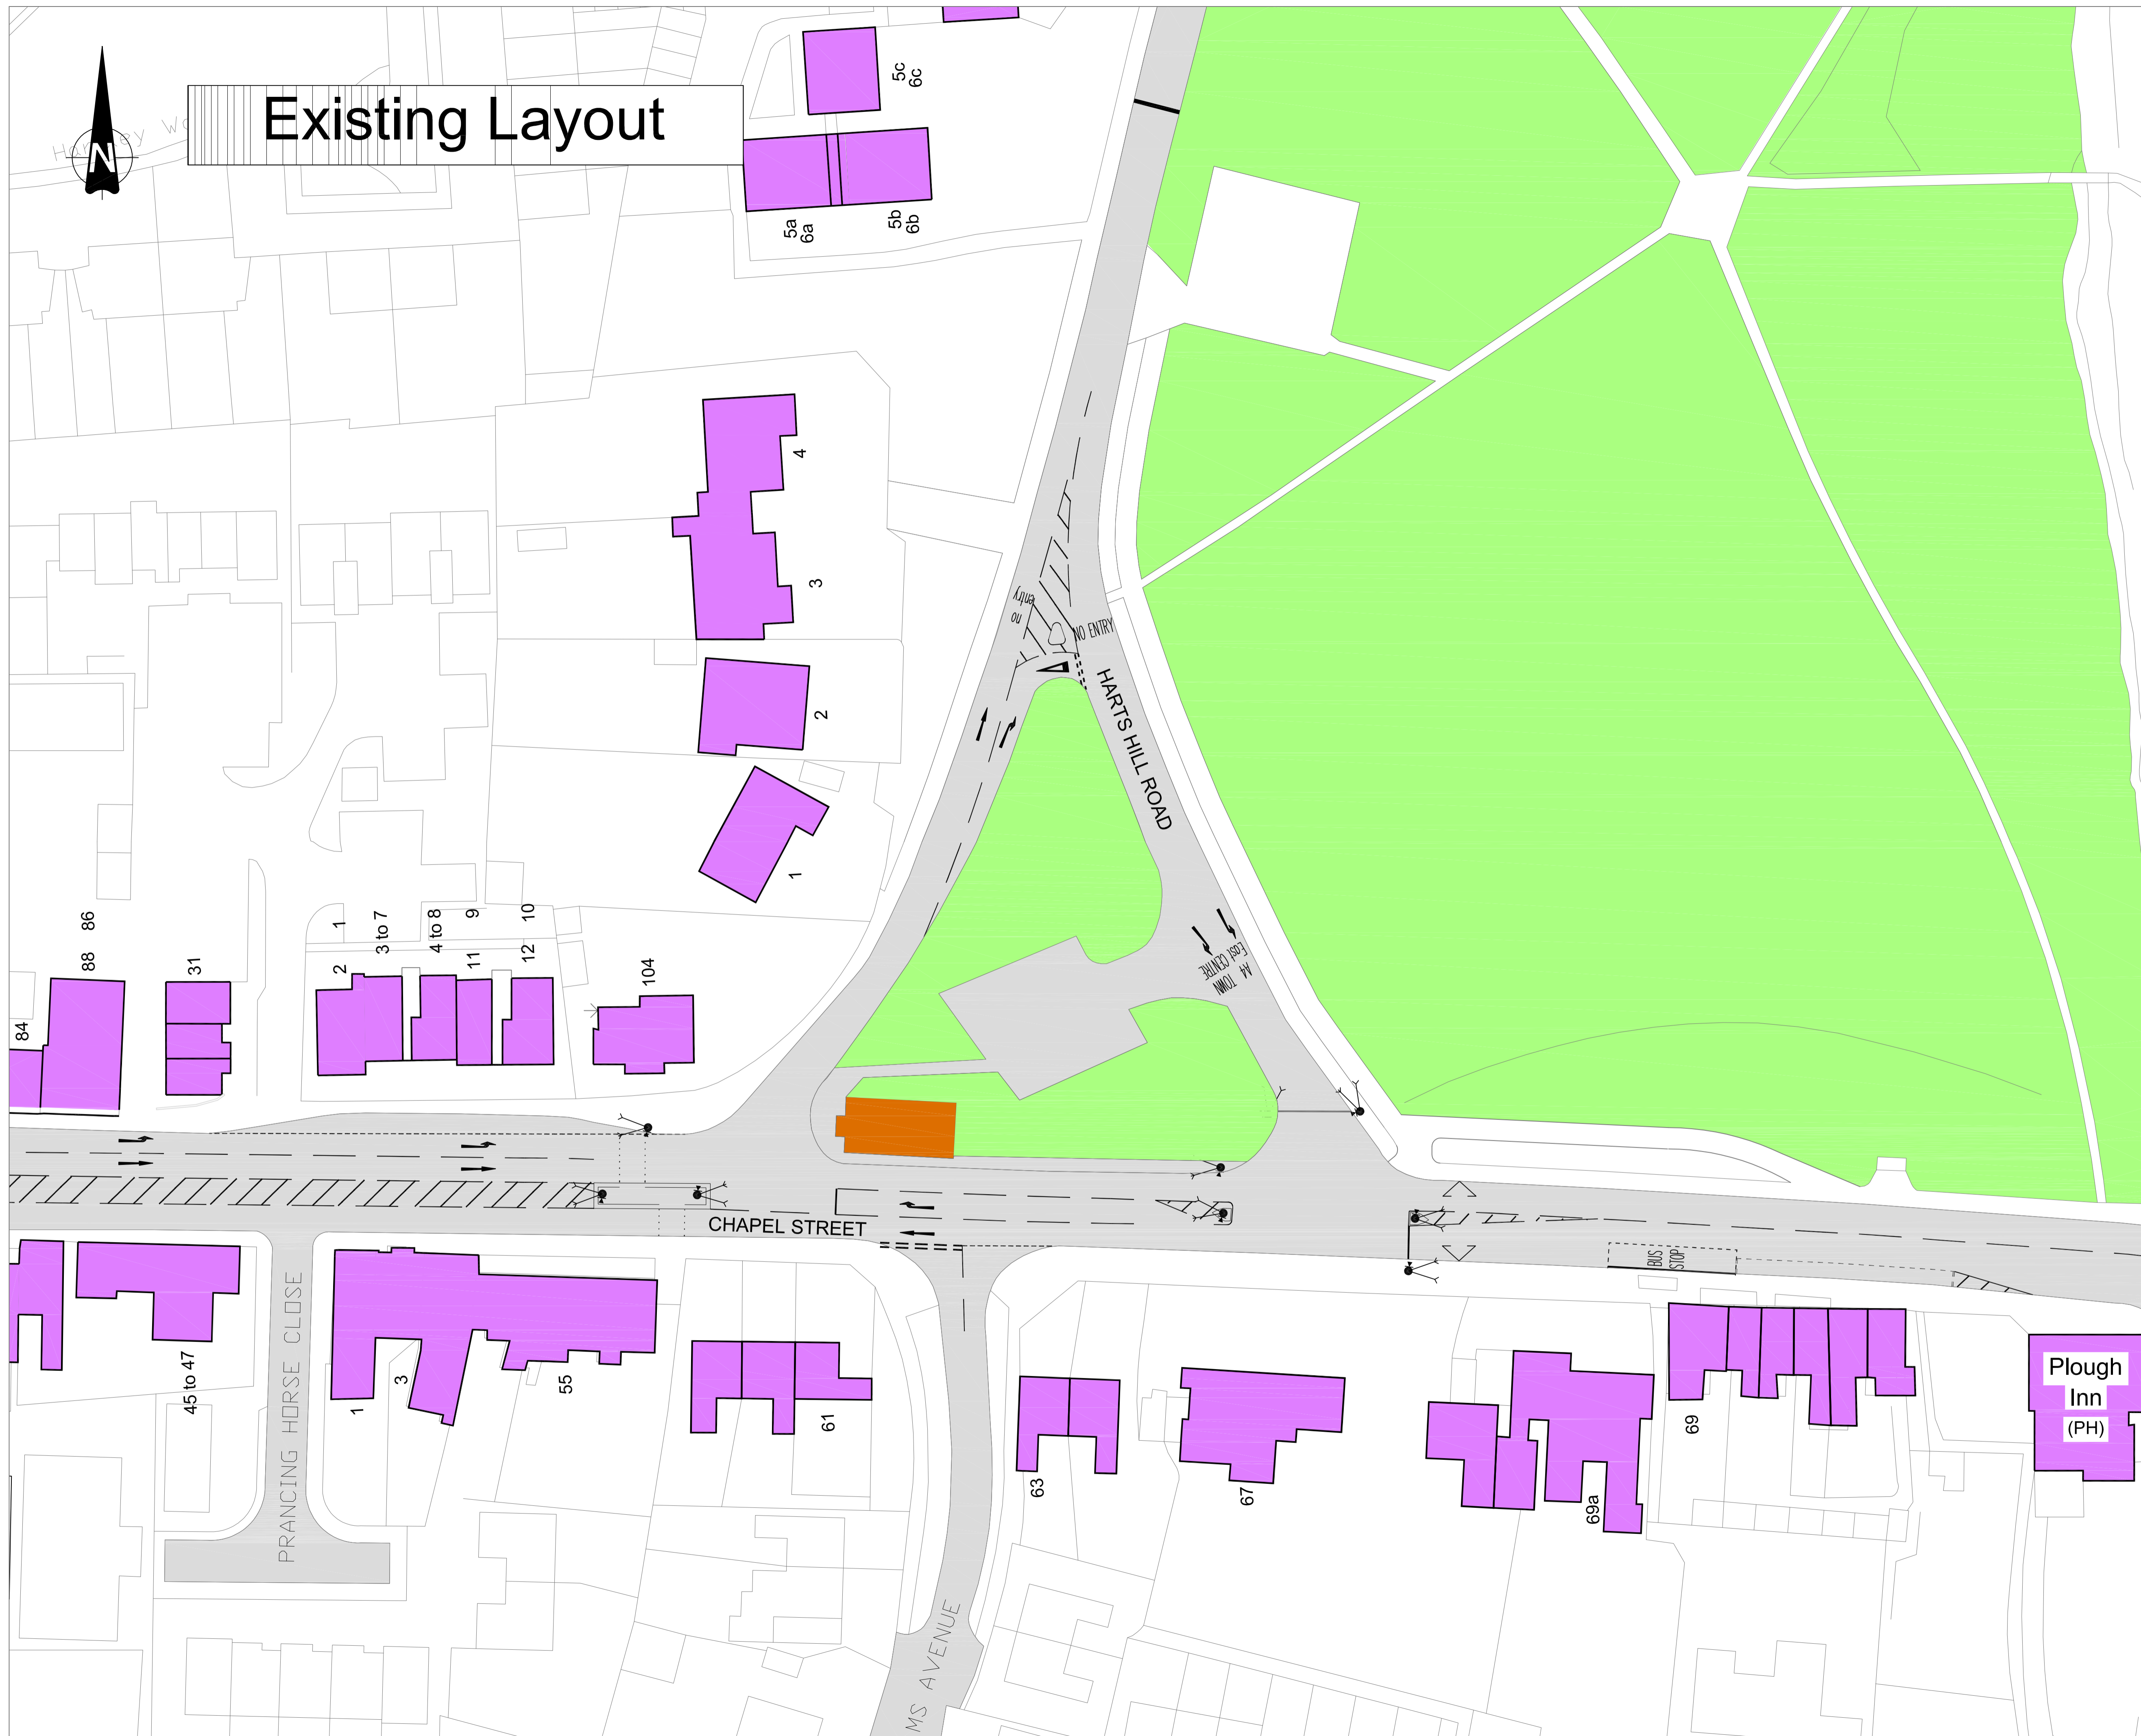 Existing Layout
N
5c
6c
5a
6a
5b
6b
4
3
no
entry
NO ENTRY
HARTS HILL ROAD
2
1
86
88
84
31
1
2
3 to 7
4 to 8
9
11
10
12
104
A4 TOWN
East CENTRE
CHAPEL STREET
BUS
STOP
PRANCING HORSE CLOSE
45 to 47
1
3
55
61
63
67
69a
69
Plough
Inn
(PH)
MS AVENUE